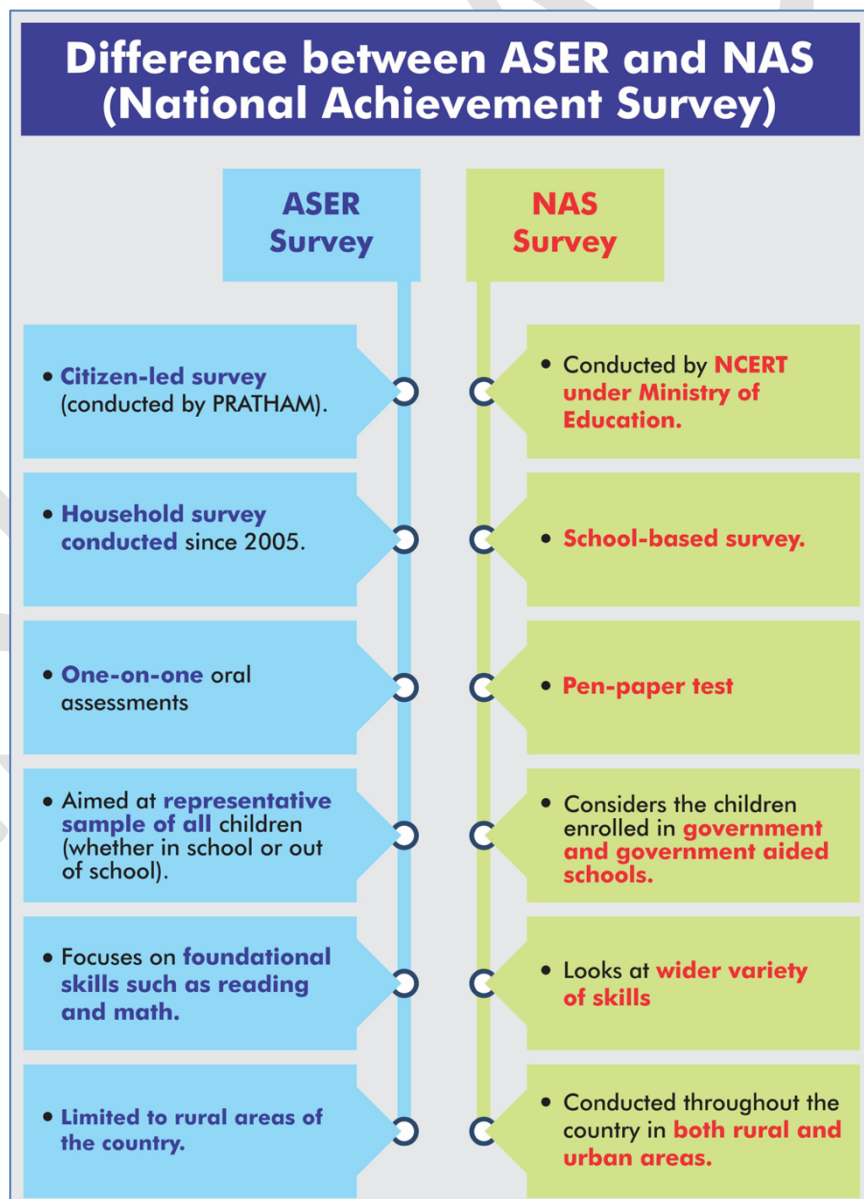 Difference between ASER and NAS
(National Achievement Survey)
ASER
Survey
NAS
Survey
• Citizen-led survey
(conducted by PRATHAM).
• Conducted by NCERT
under Ministry of
Education.
• Household survey
conducted since 2005.
• School-based survey.
• One-on-one oral
assessments
• Pen-paper test
• Aimed at representative
sample of all children
(whether in school or out
of school).
• Considers the children
enrolled in government
and government aided
schools.
• Focuses on foundational
skills such as reading
and math.
• Looks at wider variety
of skills
• Limited to rural areas of
the country.
• Conducted throughout the
country in both rural and
urban areas.